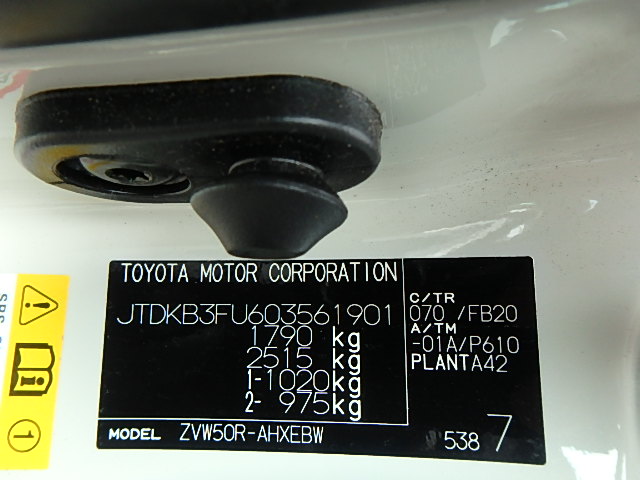 TOYOTA MOTOR CORPORATION
JTDKB3FU603561901
1790 kg
2515 kg
1-1020kg
2- 975kg
C/TR
070 /FB20
A/TM
-01A/P610
PLANTA42
MODEL ZVW50R-AHXEBW
538 7
1